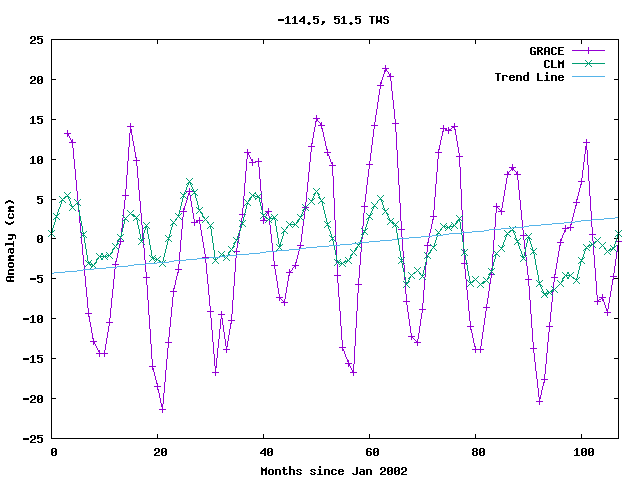 -114.5, 51.5 TWS
GRACE
CLM
Trend Line
25
20
15
10
5
0
-5
-10
-15
-20
-25
Anomaly (cm)
0 20 40 60 80 100
Months since Jan 2002